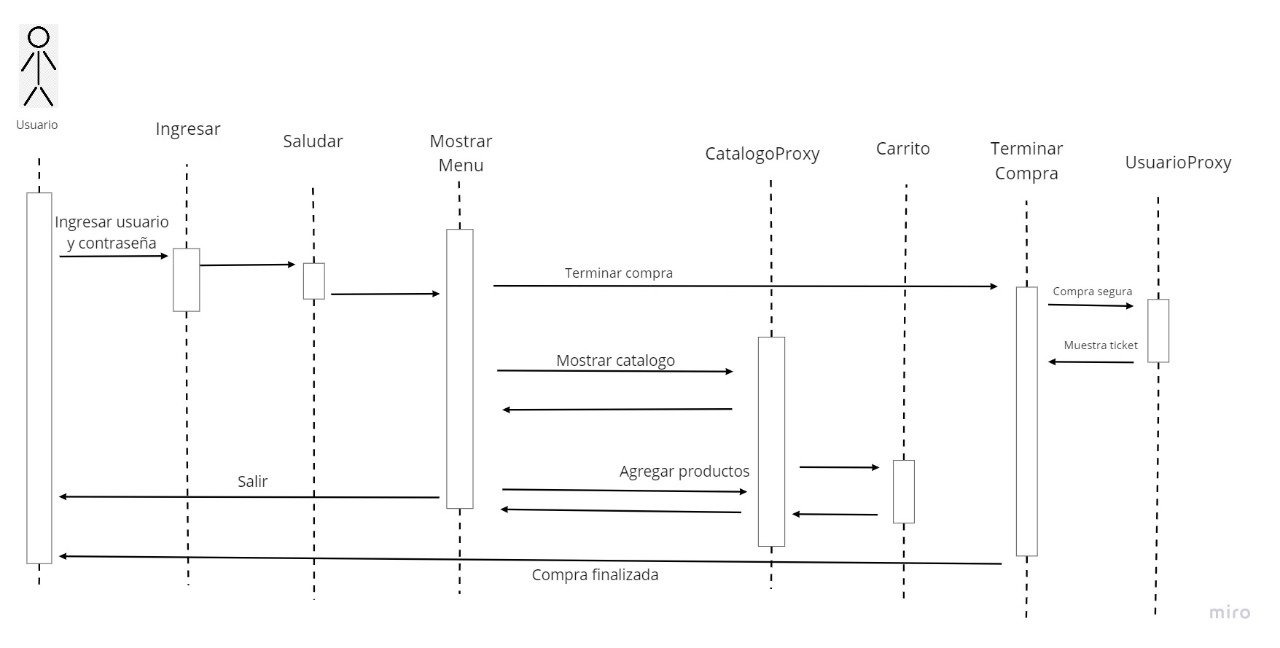 Usuario
Ingresar
Saludar
Mostrar
Menu
CatalogoProxy
Carrito
Terminar
Compra
UsuarioProxy
Ingresar usuario
y contraseña
Terminar compra
Compra segura
Muestra ticket
Mostrar catalogo
Agregar productos
Salir
Compra finalizada
miro